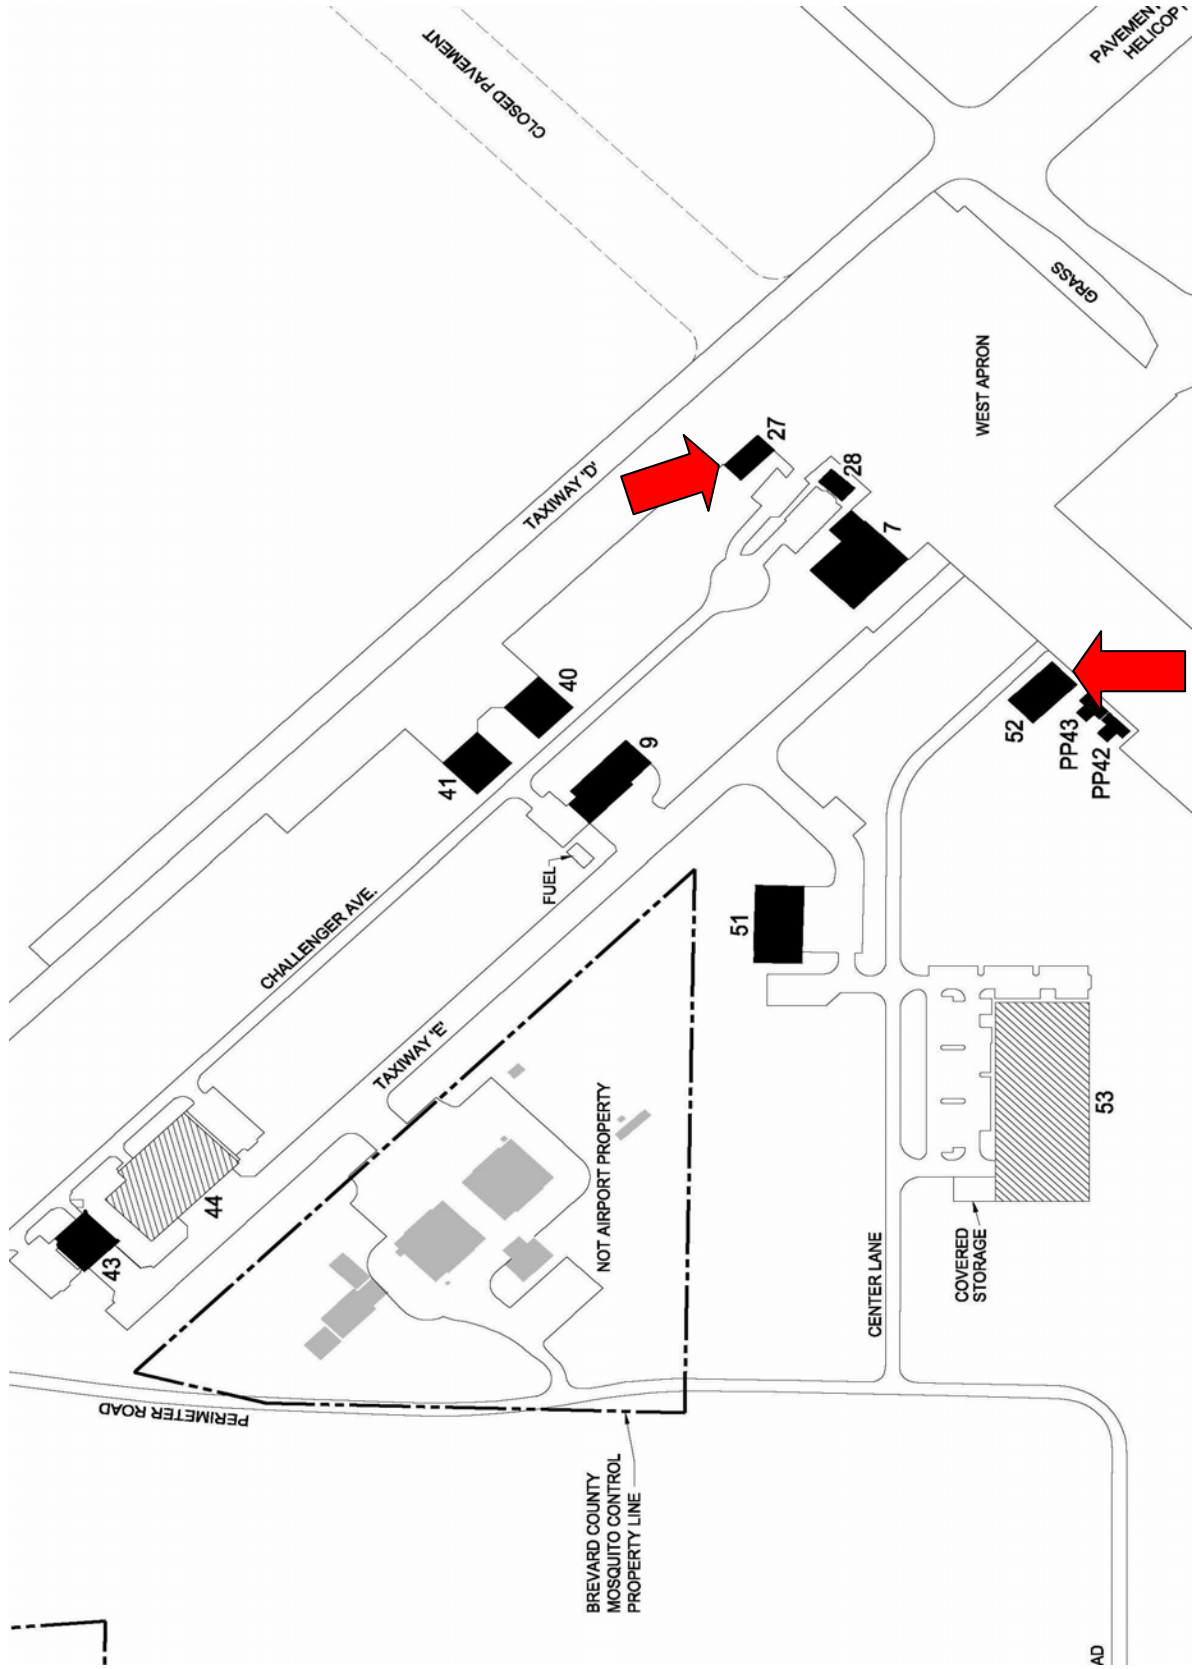 CLOSED PAVEMENT
PAVEMENT
HELICOPT
GRASS
WEST APRON
TAXIWAY 'D'
27
28
7
40
41
9
52
PP43
PP42
FUEL
51
CHALLENGER AVE.
TAXIWAY 'E'
NOT AIRPORT PROPERTY
53
44
43
COVERED
STORAGE
CENTER LANE
PERIMETER ROAD
BREVARD COUNTY
MOSQUITO CONTROL
PROPERTY LINE
AD